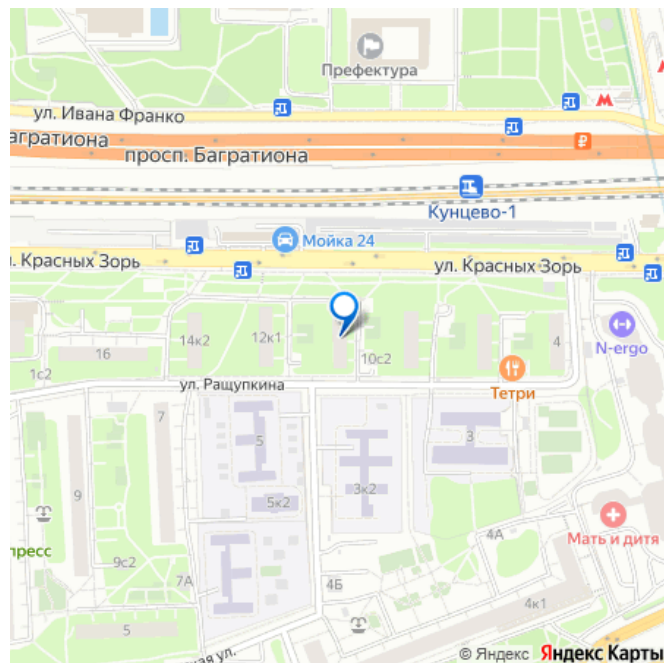 Префектура
М
М
ул. Ивана Франко
агратиона
₽
просп. Багратиона
Кунцево-1
Мойка 24
л. Красных Зорь
ул. Красных Зорь
14к2
12к1
4
N-ergo
16
10с2
1с2
ул. Ращупкина
Тетри
7
5
3
9
3к2
5к2
4А
пресс
9с2
Мать и дитя
7А
4Б
4к1
5
ная ул.
© Яндекс Яндекс Карты